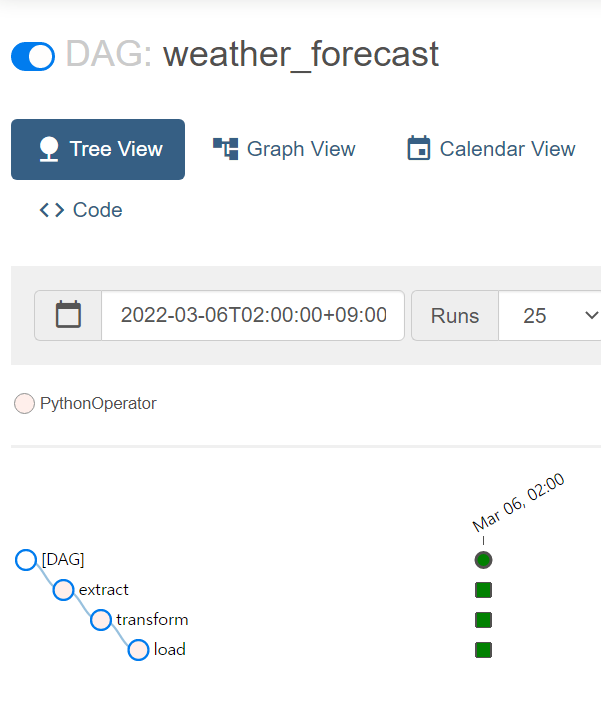 DAG: weather_forecast
Tree View Graph View Calendar View
Code
2022-03-06T02:00:00+09:00 Runs 25
PythonOperator
Mar 06, 02:00
[DAG]
extract
transform
load